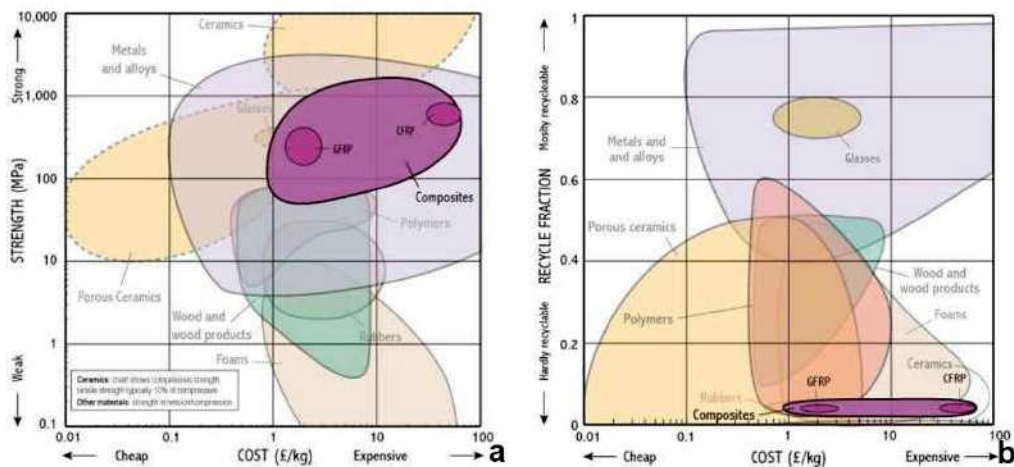 10,000
1,000
100
10
1
0.1
Strong
STRENGTH (MPa)
Weak
Ceramics
Metals
and alloys
Glasses
CFRP
GFRP
Composites
Polymers
Porous Ceramics
Wood and
wood products
Rubbers
Foams
Ceramics: chart shows compressive strength,
tensile strength typically 10% of compressive
Other materials: strength in tension/compression
0.01
0.1
1
10
100
Cheap
COST (£/kg)
Expensive
a
1
0.8
0.6
0.4
0.2
0
Mostly recycleable
RECYCLE FRACTION
Hardly recyclable
Metals and
and alloys
Glasses
Porous ceramics
Wood and
wood products
Polymers
Foams
Ceramics
GFRP
CFRP
Rubbers
Composites
0.01
0.1
1
10
100
Cheap
COST (£/kg)
Expensive
b